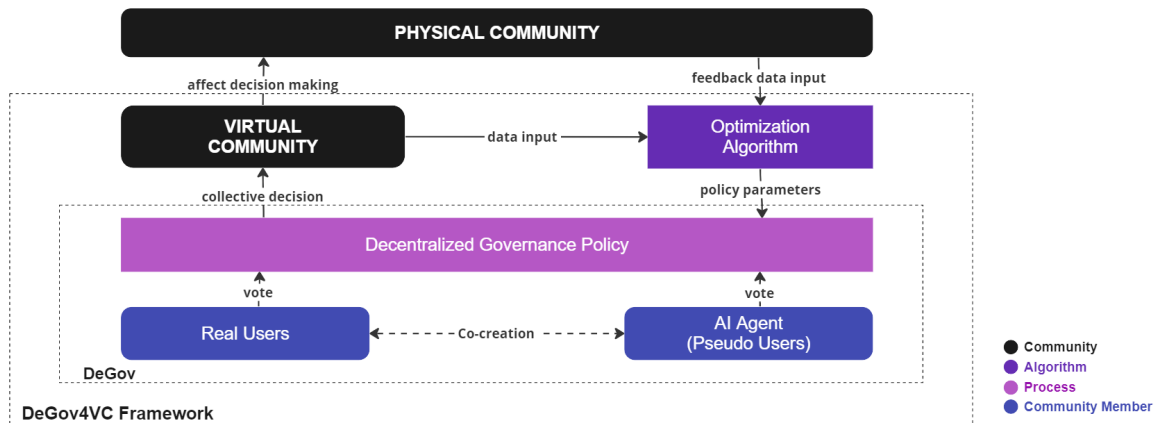 PHYSICAL COMMUNITY
affect decision making
feedback data input
VIRTUAL
COMMUNITY
data input
Optimization
Algorithm
collective decision
policy parameters
Decentralized Governance Policy
vote
vote
Real Users
Co-creation
AI Agent
(Pseudo Users)
DeGov
DeGov4VC Framework
Community
Algorithm
Process
Community Member